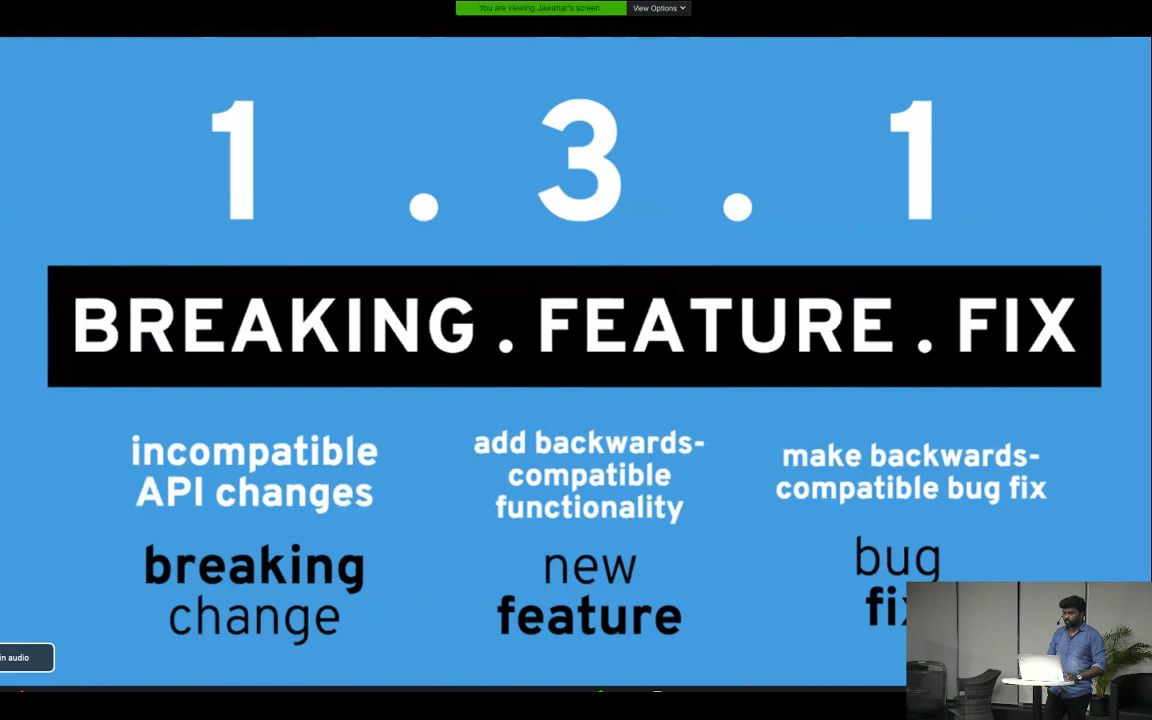 You are viewing Jawahar's screen View Options
1 . 3 . 1
BREAKING . FEATURE . FIX
incompatible
API changes
add backwards-
compatible
functionality
make backwards-
compatible bug fix
breaking
change
new
feature
bug
fix
in audio